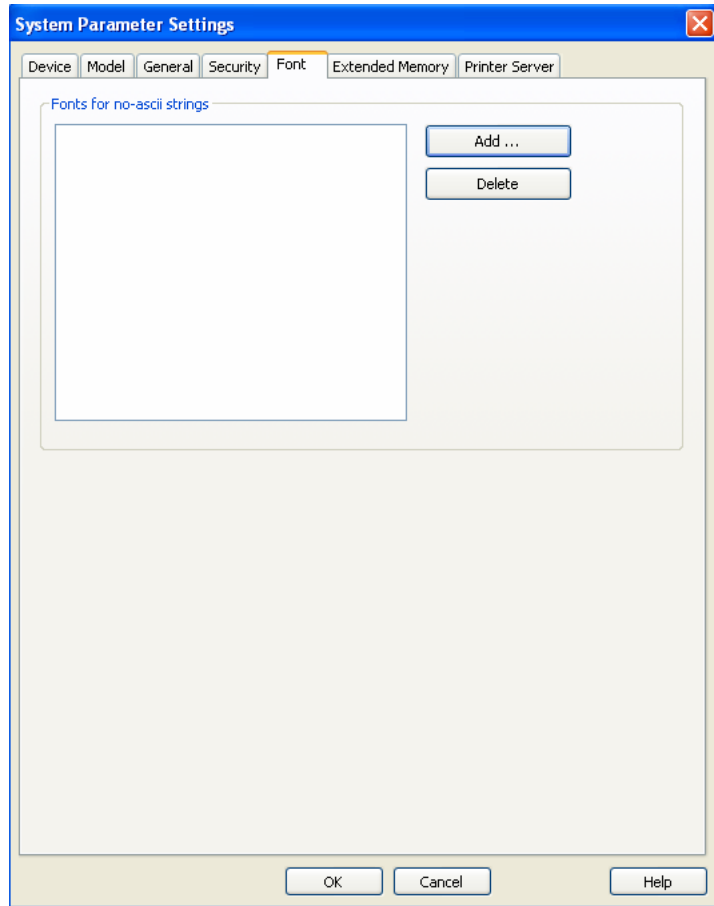 System Parameter Settings
Device Model General Security Font Extended Memory Printer Server
Fonts for no-ascii strings
Add ...
Delete
OK Cancel Help